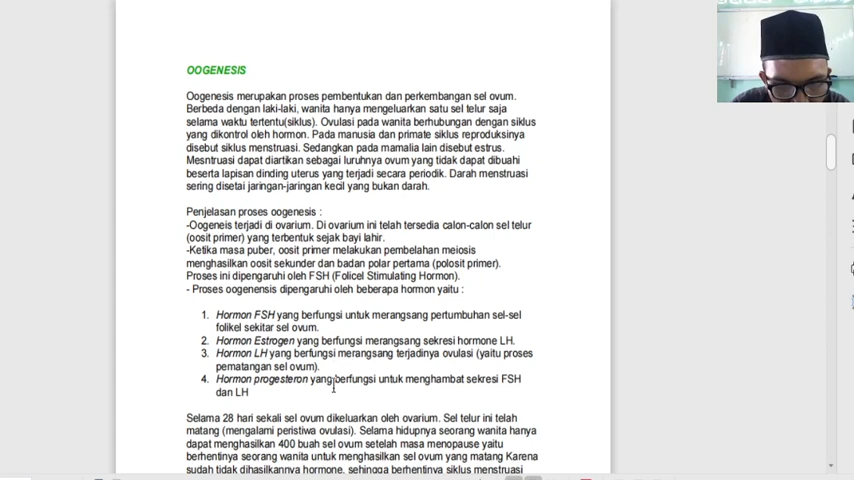 OOGENESIS
Oogenesis merupakan proses pembentukan dan perkembangan sel ovum.
Berbeda dengan laki-laki, wanita hanya mengeluarkan satu sel telur saja
selama waktu tertentu(siklus). Ovulasi pada wanita berhubungan dengan siklus
yang dikontrol oleh hormon. Pada manusia dan primate siklus reproduksinya
disebut siklus menstruasi. Sedangkan pada mamalia lain disebut estrus.
Mesntruasi dapat diartikan sebagai luruhnya ovum yang tidak dapat dibuahi
beserta lapisan dinding uterus yang terjadi secara periodik. Darah menstruasi
sering disetai jaringan-jaringan kecil yang bukan darah.
Penjelasan proses oogenesis :
-Oogeneis terjadi di ovarium. Di ovarium ini telah tersedia calon-calon sel telur
(oosit primer) yang terbentuk sejak bayi lahir.
-Ketika masa puber, oosit primer melakukan pembelahan meiosis
menghasilkan oosit sekunder dan badan polar pertama (polosit primer).
Proses ini dipengaruhi oleh FSH (Folicel Stimulating Hormon).
- Proses oogenensis dipengaruhi oleh beberapa hormon yaitu :
1. Hormon FSH yang berfungsi untuk merangsang pertumbuhan sel-sel
folikel sekitar sel ovum.
2. Hormon Estrogen yang berfungsi merangsang sekresi hormone LH.
3. Hormon LH yang berfungsi merangsang terjadinya ovulasi (yaitu proses
pematangan sel ovum).
4. Hormon progesteron yang berfungsi untuk menghambat sekresi FSH
dan LH
Selama 28 hari sekali sel ovum dikeluarkan oleh ovarium. Sel telur ini telah
matang (mengalami peristiwa ovulasi). Selama hidupnya seorang wanita hanya
dapat menghasilkan 400 buah sel ovum setelah masa menopause yaitu
berhentinya seorang wanita untuk menghasilkan sel ovum yang matang Karena
sudah tidak dihasilkannya hormone, sehingga berhentinya siklus menstruasi